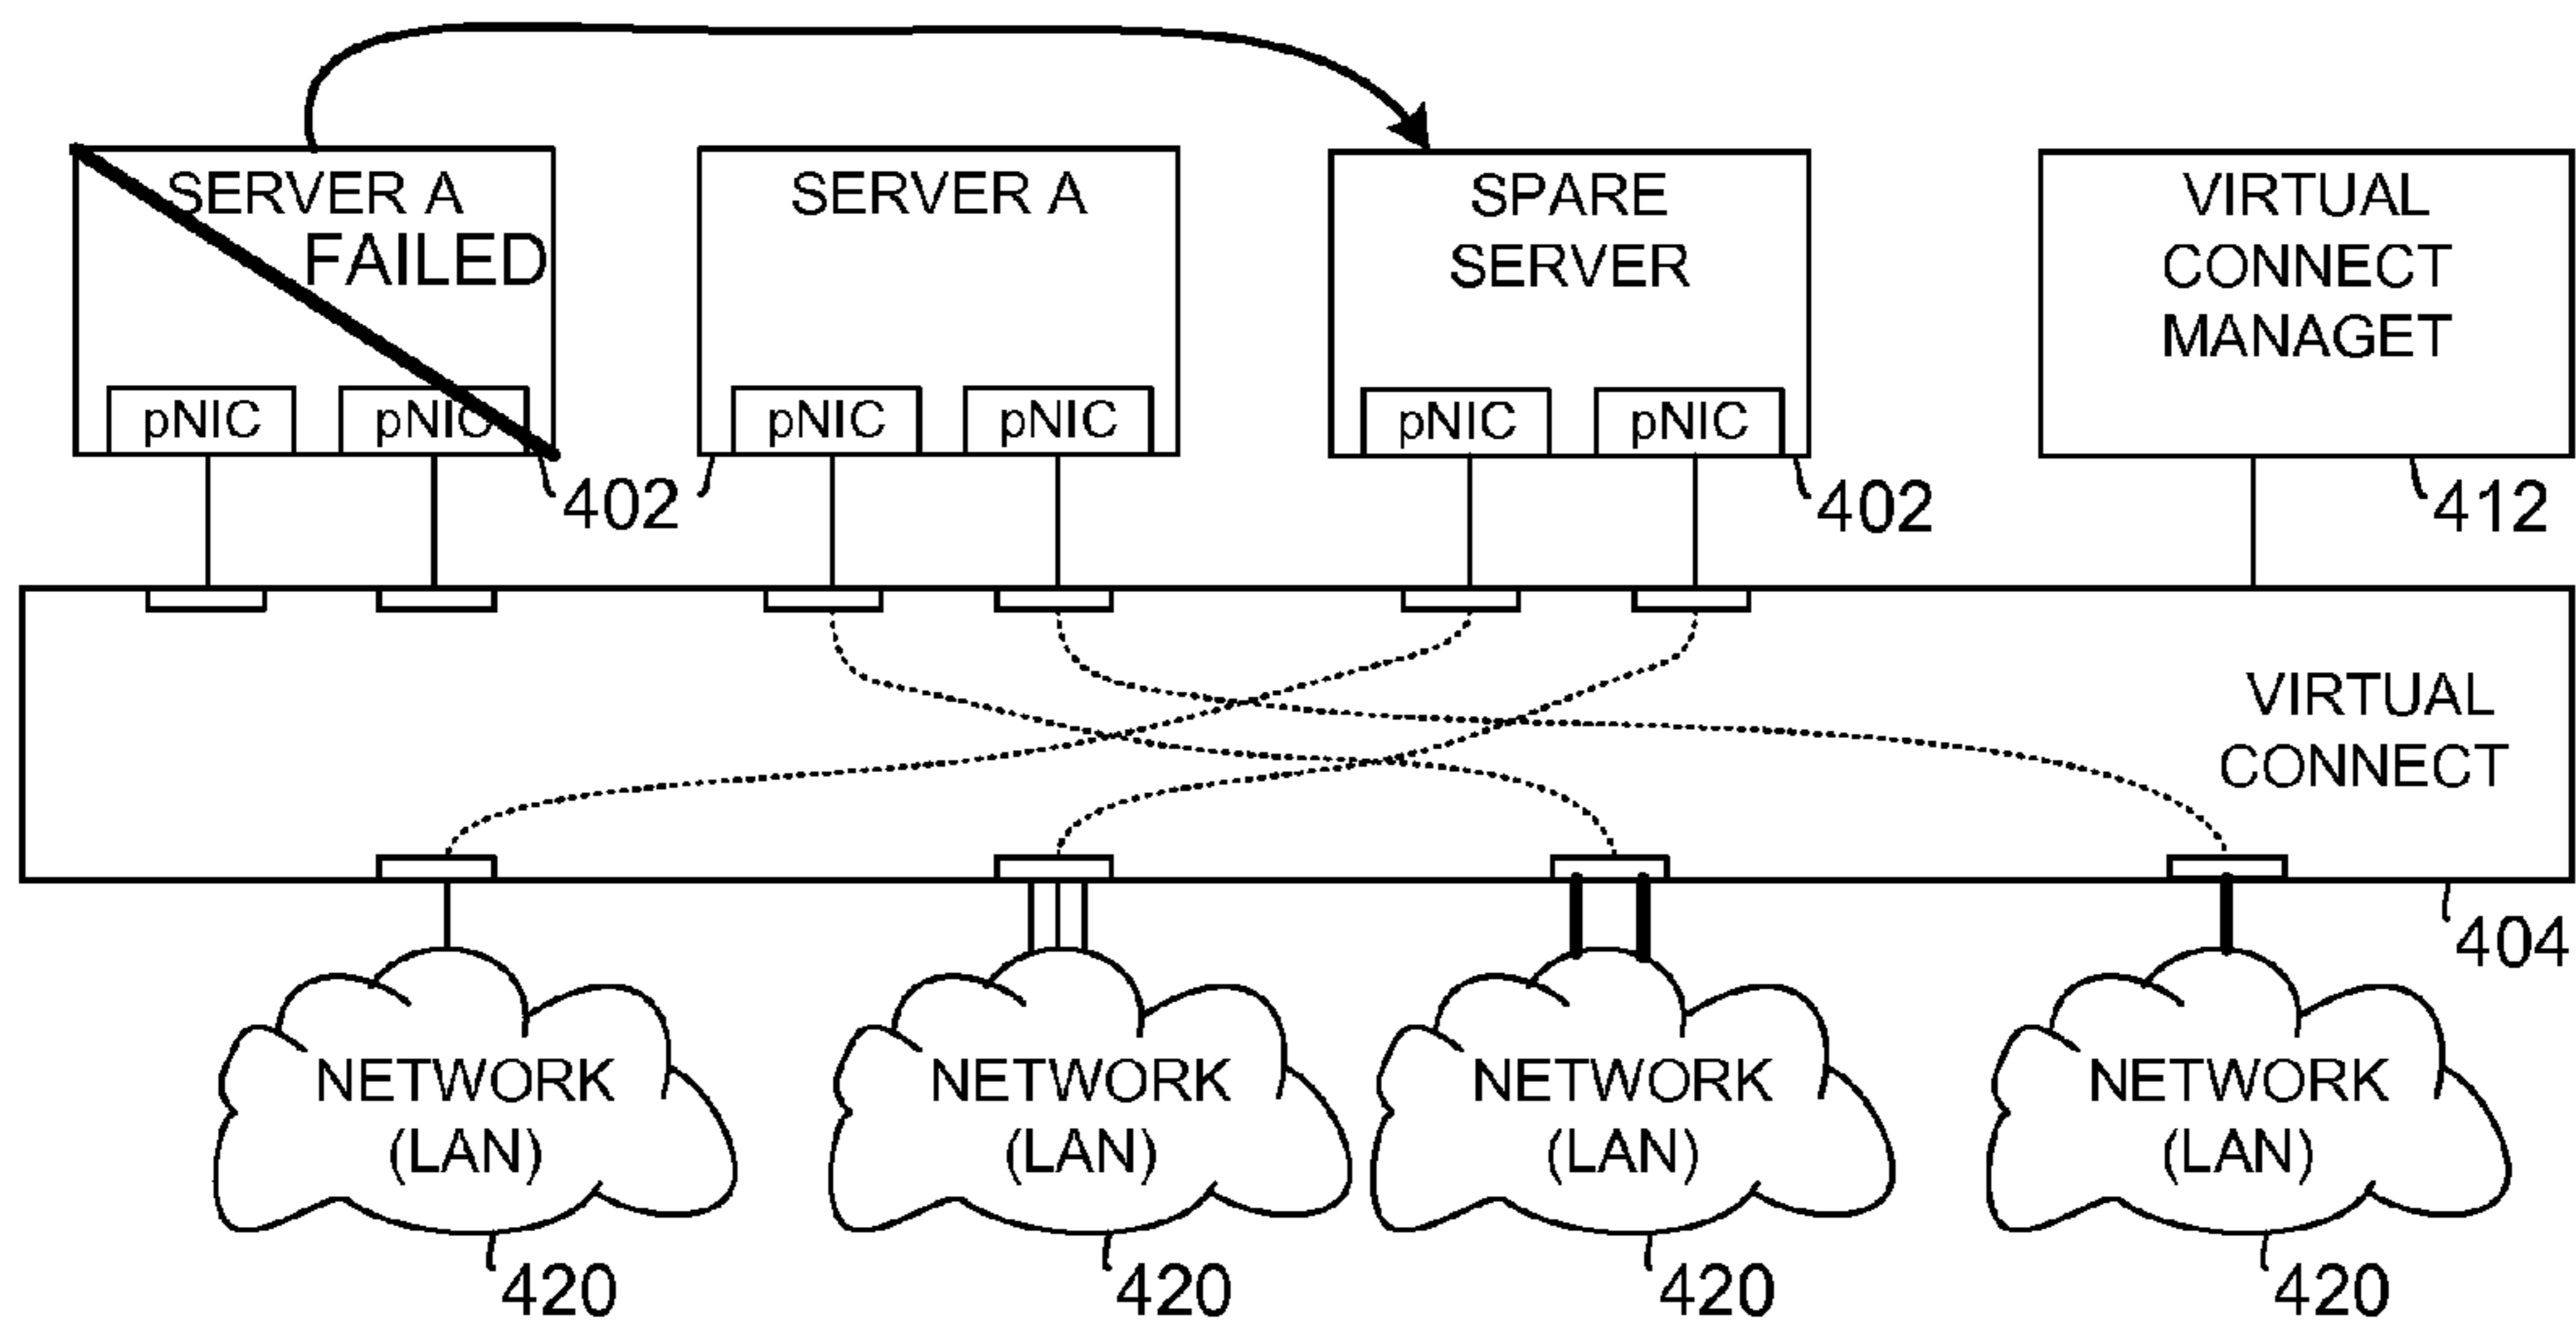 SERVER A
FAILED
pNIC pNIC
402
SERVER A
pNIC pNIC
SPARE
SERVER
pNIC pNIC
402
VIRTUAL
CONNECT
MANAGET
412
VIRTUAL
CONNECT
404
NETWORK
(LAN)
420
NETWORK
(LAN)
420
NETWORK
(LAN)
420
NETWORK
(LAN)
420